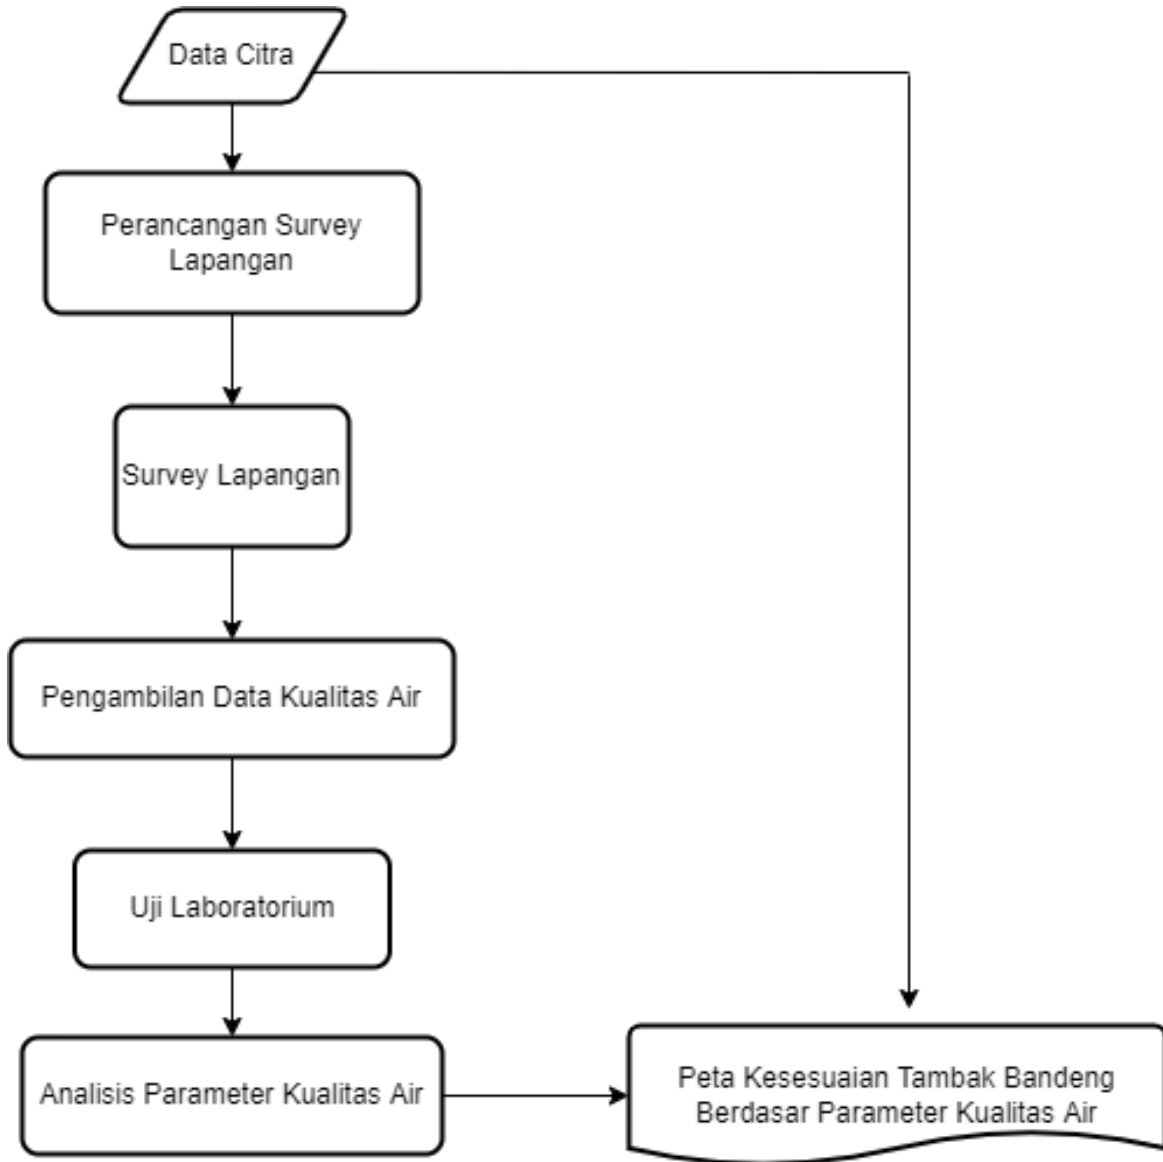 Data Citra
Perancangan Survey
Lapangan
Survey Lapangan
Pengambilan Data Kualitas Air
Uji Laboratorium
Analisis Parameter Kualitas Air
Peta Kesesuaian Tambak Bandeng
Berdasar Parameter Kualitas Air